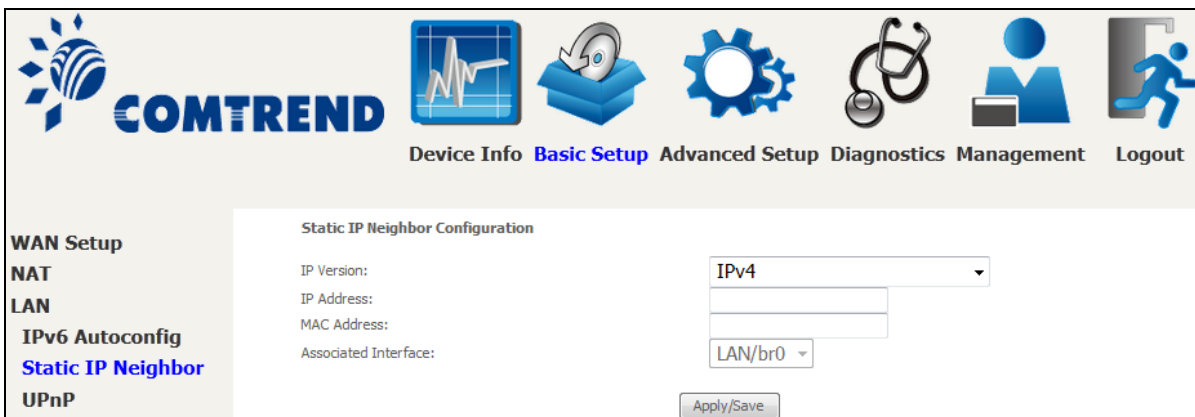 COMTREND
Device Info Basic Setup Advanced Setup Diagnostics Management Logout
WAN Setup
NAT
LAN
IPv6 Autoconfig
Static IP Neighbor
UPnP
Static IP Neighbor Configuration
IP Version: IPv4
IP Address:
MAC Address:
Associated Interface: LAN/br0
Apply/Save